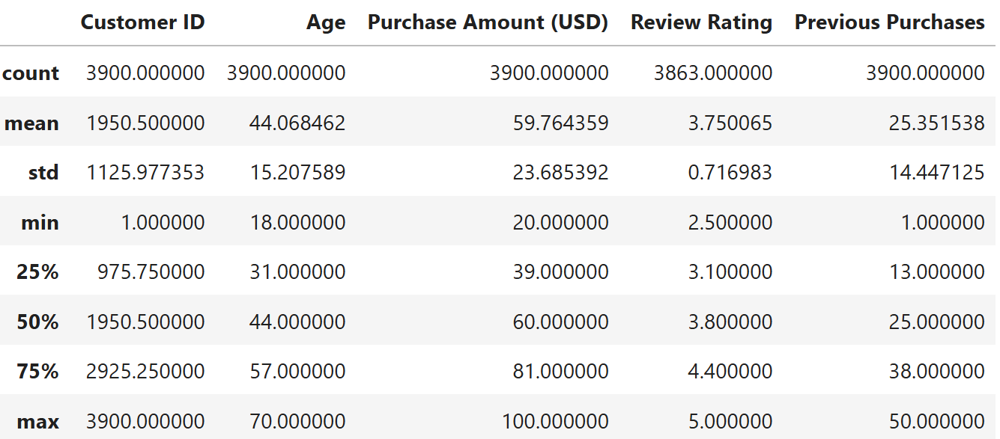 Customer ID Age Purchase Amount (USD) Review Rating Previous Purchases
count 3900.000000 3900.000000 3900.000000 3863.000000 3900.000000
mean 1950.500000 44.068462 59.764359 3.750065 25.351538
std 1125.977353 15.207589 23.685392 0.716983 14.447125
min 1.000000 18.000000 20.000000 2.500000 1.000000
25% 975.750000 31.000000 39.000000 3.100000 13.000000
50% 1950.500000 44.000000 60.000000 3.800000 25.000000
75% 2925.250000 57.000000 81.000000 4.400000 38.000000
max 3900.000000 70.000000 100.000000 5.000000 50.000000